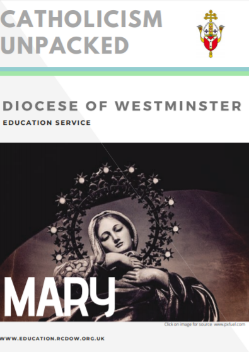 CATHOLICISM
UNPACKED
DIOCESE OF WESTMINSTER
EDUCATION SERVICE
MARY
Click on image for source: www.picfuel.com
WWW.EDUCATION.RCDOW.ORG.UK